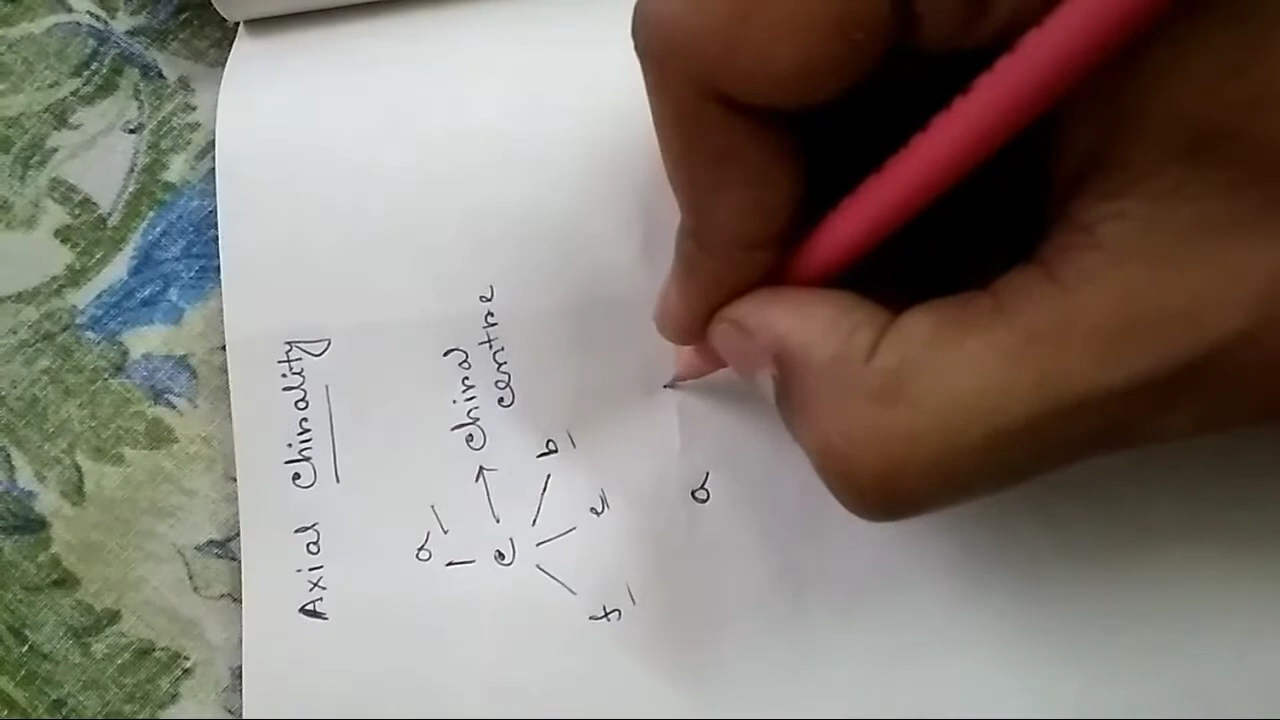 Axial Chirality
a
C → Chiral
centre
f c b
a